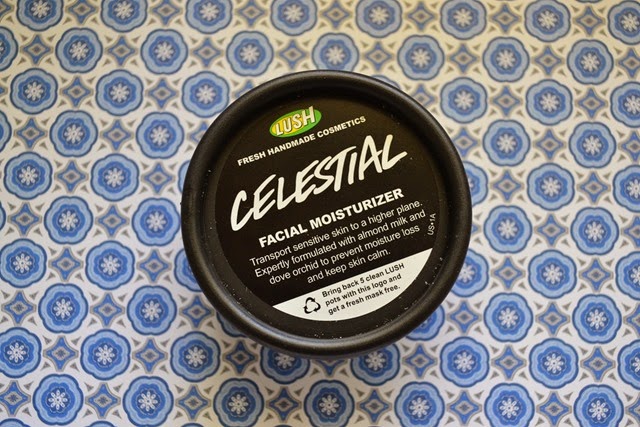 LUSH
FRESH HANDMADE COSMETICS
CELESTIAL
FACIAL MOISTURIZER
Transport sensitive skin to a higher plane.
Expertly formulated with almond milk and
dove orchid to prevent moisture loss
and keep skin calm.
US-1A
Bring back 5 clean LUSH
pots with this logo and
get a fresh mask free.